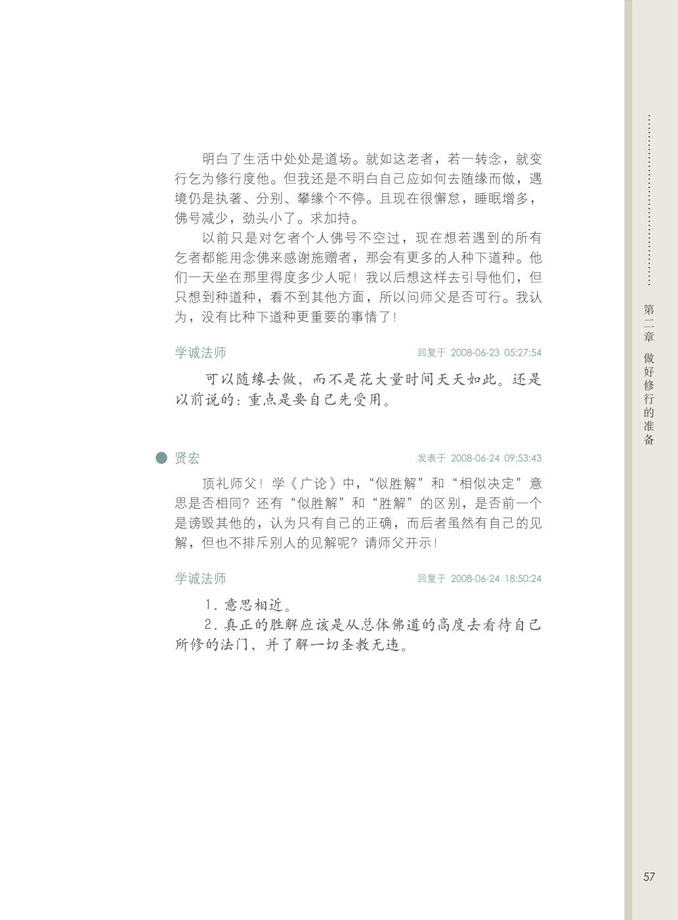 明白了生活中处处是道场。就如这老者，若一转念，就变
行乞为修行度他。但我还是不明白自己应如何去随缘而做，遇
境仍是执著、分别、攀缘个不停。且现在很懈怠，睡眠增多，
佛号减少，劲头小了。求加持。
以前只是对乞者个人佛号不空过，现在想若遇到的所有
乞者都能用念佛来感谢施赠者，那会有更多的人种下道种。他
们一天坐在那里得度多少人呢！我以后想这样去引导他们，但
只想到种道种，看不到其他方面，所以问师父是否可行。我认
为，没有比种下道种更重要的事情了！
学诚法师 回复于 2008-06-23 05:27:54
可以随缘去做，而不是花大量时间天天如此。还是
以前说的：重点是要自己先受用。
贤宏 发表于 2008-06-24 09:53:43
顶礼师父！学《广论》中，“似胜解”和“相似决定”意
思是否相同？还有“似胜解”和“胜解”的区别，是否前一个
是谤毁其他的，认为只有自己的正确，而后者虽然有自己的见
解，但也不排斥别人的见解呢？请师父开示！
学诚法师 回复于 2008-06-24 18:50:24
1. 意思相近。
2. 真正的胜解应该是从总体佛道的高度去看待自己
所修的法门，并了解一切圣教无违。
第二章 做好修行的准备
57